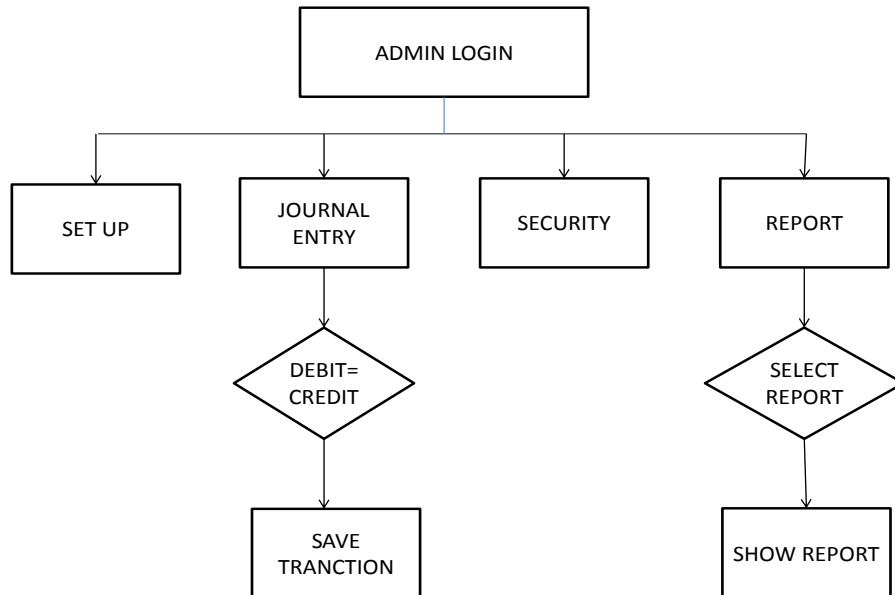 ADMIN LOGIN
SET UP
JOURNAL
ENTRY
SECURITY
REPORT
DEBIT=
CREDIT
SELECT
REPORT
SAVE
TRANCTION
SHOW REPORT